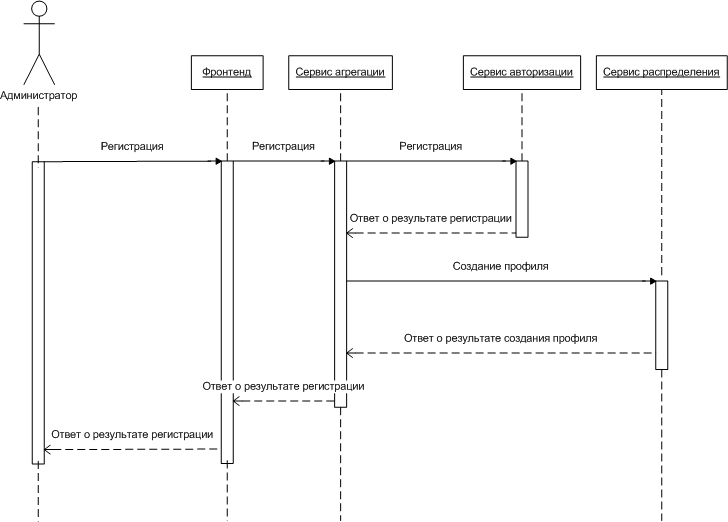 Фронтенд
Сервис агрегации
Сервис авторизации
Сервис распределения
Администратор
Регистрация
Регистрация
Регистрация
Ответ о результате регистрации
Создание профиля
Ответ о результате создания профиля
Ответ о результате регистрации
Ответ о результате регистрации